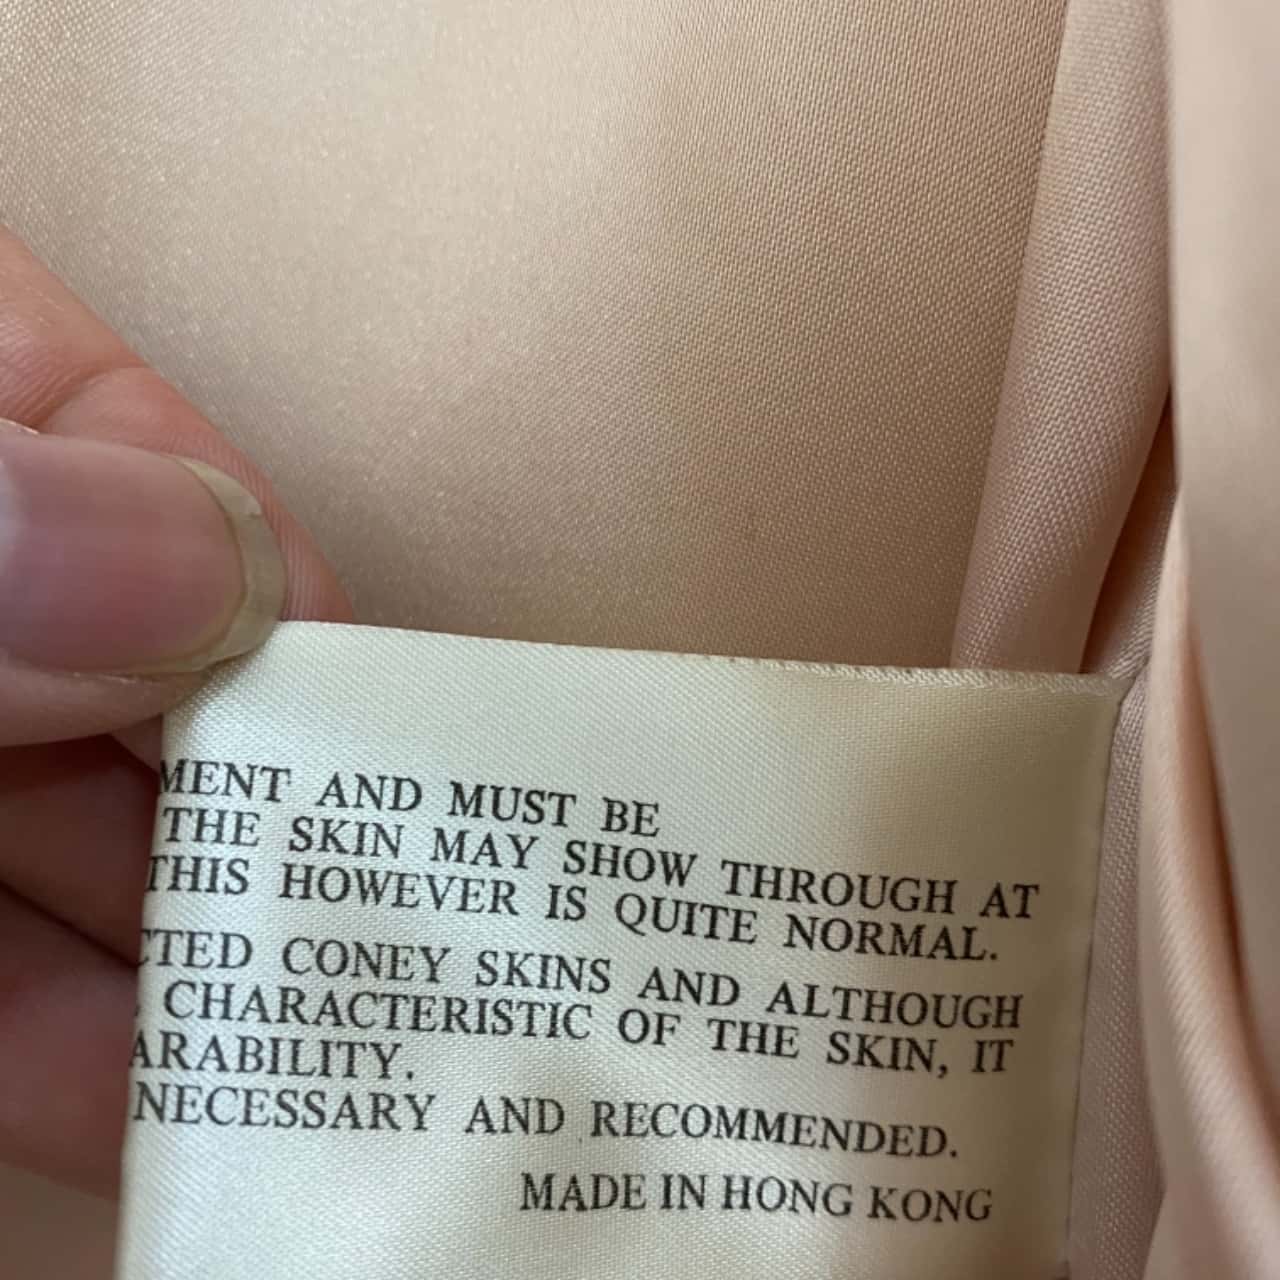 MENT AND MUST BE
THE SKIN MAY SHOW THROUGH AT
THIS HOWEVER IS QUITE NORMAL.
CTED CONEY SKINS AND ALTHOUGH
CHARACTERISTIC OF THE SKIN, IT
ARABILITY.
NECESSARY AND RECOMMENDED.
MADE IN HONG KONG